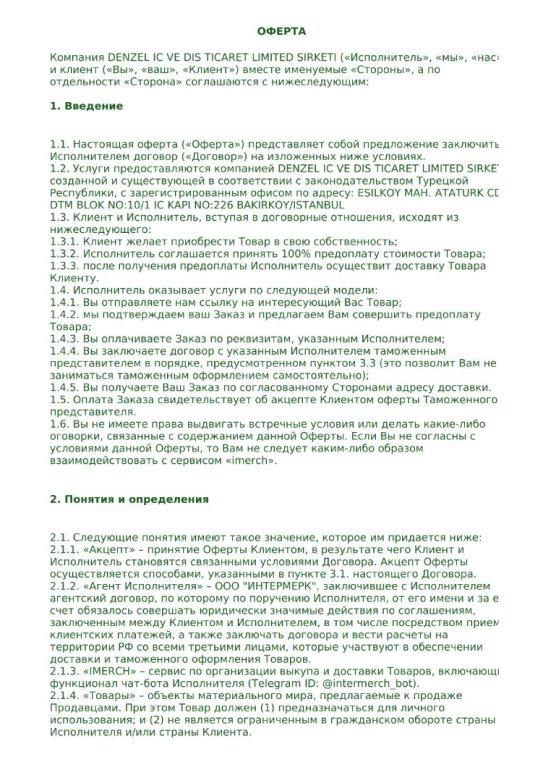 ОФЕРТА
Компания DENZEL IC VE DIS TICARET LIMITED SIRKETI («Исполнитель», «мы», «нас»
и клиент («Вы», «ваш», «Клиент») вместе именуемые «Стороны», а по
отдельности «Сторона» соглашаются с нижеследующим:
1. Введение
1.1. Настоящая оферта («Оферта») представляет собой предложение заключить
Исполнителем договор («Договор») на изложенных ниже условиях.
1.2. Услуги предоставляются компанией DENZEL IC VE DIS TICARET LIMITED SIRKET
созданной и существующей в соответствии с законодательством Турецкой
Республики, с зарегистрированным офисом по адресу: ESILKOY MAH. ATATURK CD
DTM BLOK NO:10/1 IC KAPI NO:226 BAKIRKOY/ISTANBUL
1.3. Клиент и Исполнитель, вступая в договорные отношения, исходят из
нижеследующего:
1.3.1. Клиент желает приобрести Товар в свою собственность;
1.3.2. Исполнитель соглашается принять 100% предоплату стоимости Товара;
1.3.3. после получения предоплаты Исполнитель осуществит доставку Товара
Клиенту.
1.4. Исполнитель оказывает услуги по следующей модели:
1.4.1. Вы отправляете нам ссылку на интересующий Вас Товар;
1.4.2. мы подтверждаем ваш Заказ и предлагаем Вам совершить предоплату
Товара;
1.4.3. Вы оплачиваете Заказ по реквизитам, указанным Исполнителем;
1.4.4. Вы заключаете договор с указанным Исполнителем таможенным
представителем в порядке, предусмотренном пунктом 3.3 (это позволит Вам не
заниматься таможенным оформлением самостоятельно);
1.4.5. Вы получаете Ваш Заказ по согласованному Сторонами адресу доставки.
1.5. Оплата Заказа свидетельствует об акцепте Клиентом оферты Таможенного
представителя.
1.6. Вы не имеете права выдвигать встречные условия или делать какие-либо
оговорки, связанные с содержанием данной Оферты. Если Вы не согласны с
условиями данной Оферты, то Вам не следует каким-либо образом
взаимодействовать с сервисом «imerch».
2. Понятия и определения
2.1. Следующие понятия имеют такое значение, которое им придается ниже:
2.1.1. «Акцепт» – принятие Оферты Клиентом, в результате чего Клиент и
Исполнитель становятся связанными условиями Договора. Акцепт Оферты
осуществляется способами, указанными в пункте 3.1. настоящего Договора.
2.1.2. «Агент Исполнителя» – ООО "ИНТЕРМЕРК", заключившее с Исполнителем
агентский договор, по которому по поручению Исполнителя, от его имени и за е
счет обязалось совершать юридически значимые действия по соглашениям,
заключенным между Клиентом и Исполнителем, в том числе посредством прием
клиентских платежей, а также заключать договора и вести расчеты на
территории РФ со всеми третьими лицами, которые участвуют в обеспечении
доставки и таможенного оформления Товаров.
2.1.3. «IMERCH» – сервис по организации выкупа и доставки Товаров, включающ
функционал чат-бота Исполнителя (Telegram ID: @intermerch_bot).
2.1.4. «Товары» – объекты материального мира, предлагаемые к продаже
Продавцами. При этом Товар должен (1) предназначаться для личного
использования; и (2) не является ограниченным в гражданском обороте страны
Исполнителя и/или страны Клиента.